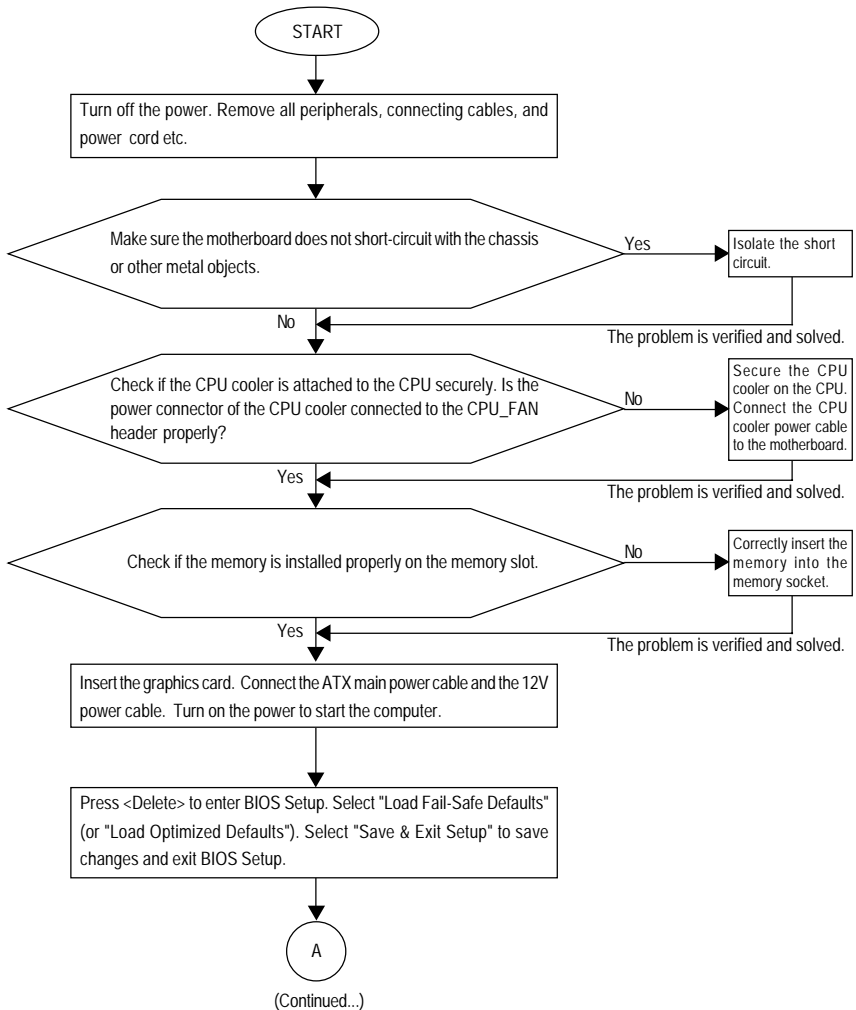 START
Turn off the power. Remove all peripherals, connecting cables, and
power cord etc.
Make sure the motherboard does not short-circuit with the chassis
or other metal objects.
Yes
Isolate the short
circuit.
No
The problem is verified and solved.
Check if the CPU cooler is attached to the CPU securely. Is the
power connector of the CPU cooler connected to the CPU_FAN
header properly?
No
Secure the CPU
cooler on the CPU.
Connect the CPU
cooler power cable
to the motherboard.
Yes
The problem is verified and solved.
Check if the memory is installed properly on the memory slot.
No
Correctly insert the
memory into the
memory socket.
Yes
The problem is verified and solved.
Insert the graphics card. Connect the ATX main power cable and the 12V
power cable. Turn on the power to start the computer.
Press <Delete> to enter BIOS Setup. Select "Load Fail-Safe Defaults"
(or "Load Optimized Defaults"). Select "Save & Exit Setup" to save
changes and exit BIOS Setup.
A
(Continued...)